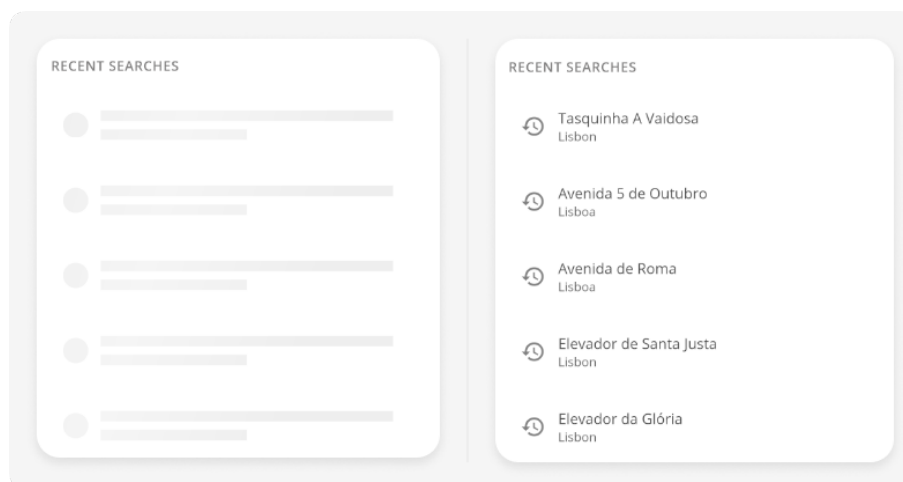 RECENT SEARCHES
RECENT SEARCHES
Tasquinha A Vaidosa
Lisbon
Avenida 5 de Outubro
Lisboa
Avenida de Roma
Lisboa
Elevador de Santa Justa
Lisbon
Elevador da Glória
Lisbon